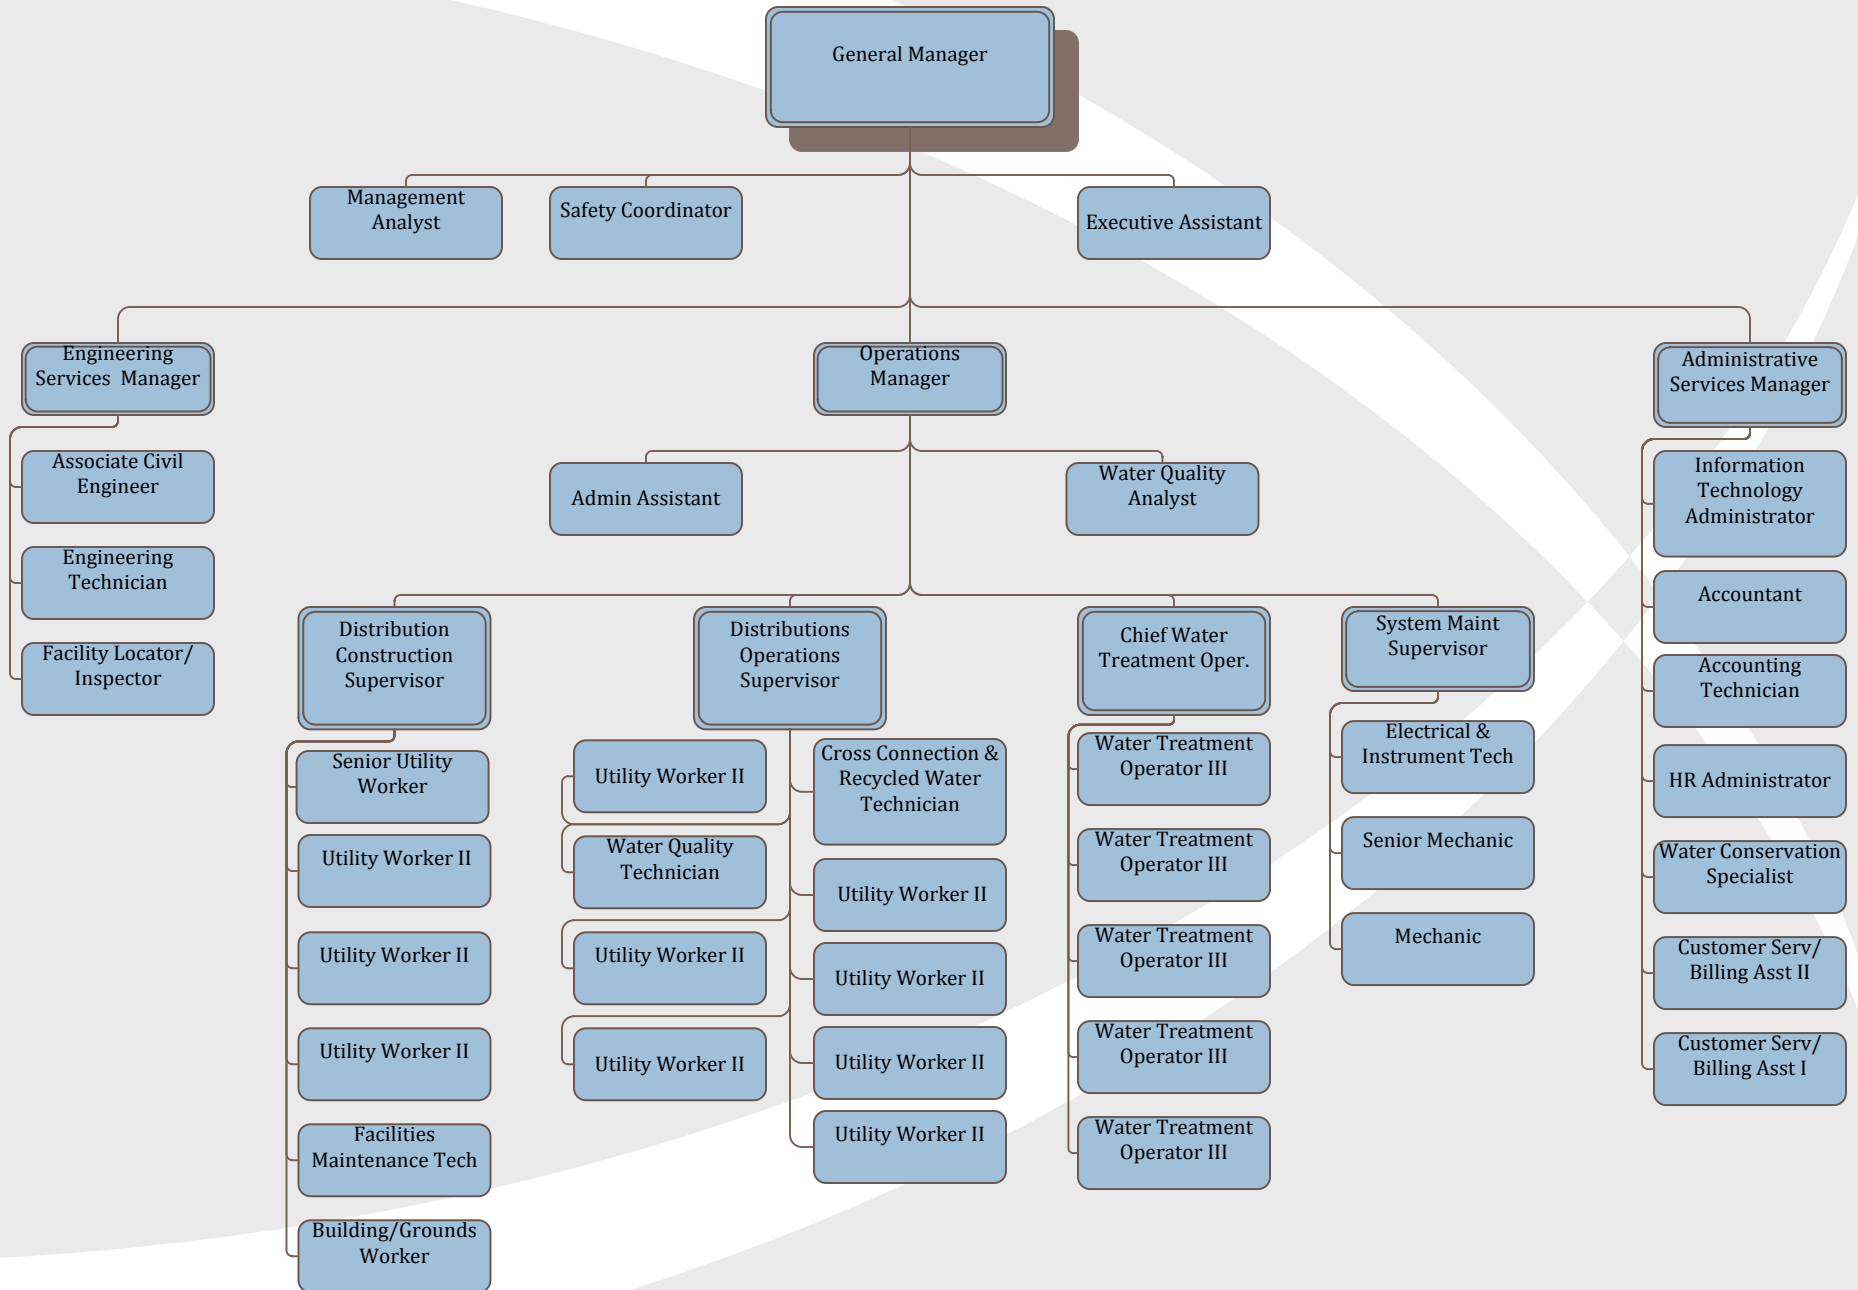 General Manager
Management
Analyst
Safety Coordinator
Executive Assistant
Engineering
Services  Manager
Operations
Manager
Administrative
Services Manager
Associate Civil
Engineer
Engineering
Technician
Facility Locator/
Inspector
Admin Assistant
Water Quality
Analyst
Distribution
Construction
Supervisor
Senior Utility
Worker
Utility Worker II
Utility Worker II
Utility Worker II
Facilities
Maintenance Tech
Building/Grounds
Worker
Distributions
Operations
Supervisor
Utility Worker II
Water Quality
Technician
Utility Worker II
Utility Worker II
Cross Connection &
Recycled Water
Technician
Utility Worker II
Utility Worker II
Utility Worker II
Utility Worker II
Chief Water
Treatment Oper.
Water Treatment
Operator III
Water Treatment
Operator III
Water Treatment
Operator III
Water Treatment
Operator III
Water Treatment
Operator III
System Maint
Supervisor
Electrical &
Instrument Tech
Senior Mechanic
Mechanic
Information
Technology
Administrator
Accountant
Accounting
Technician
HR Administrator
Water Conservation
Specialist
Customer Serv/
Billing Asst II
Customer Serv/
Billing Asst I